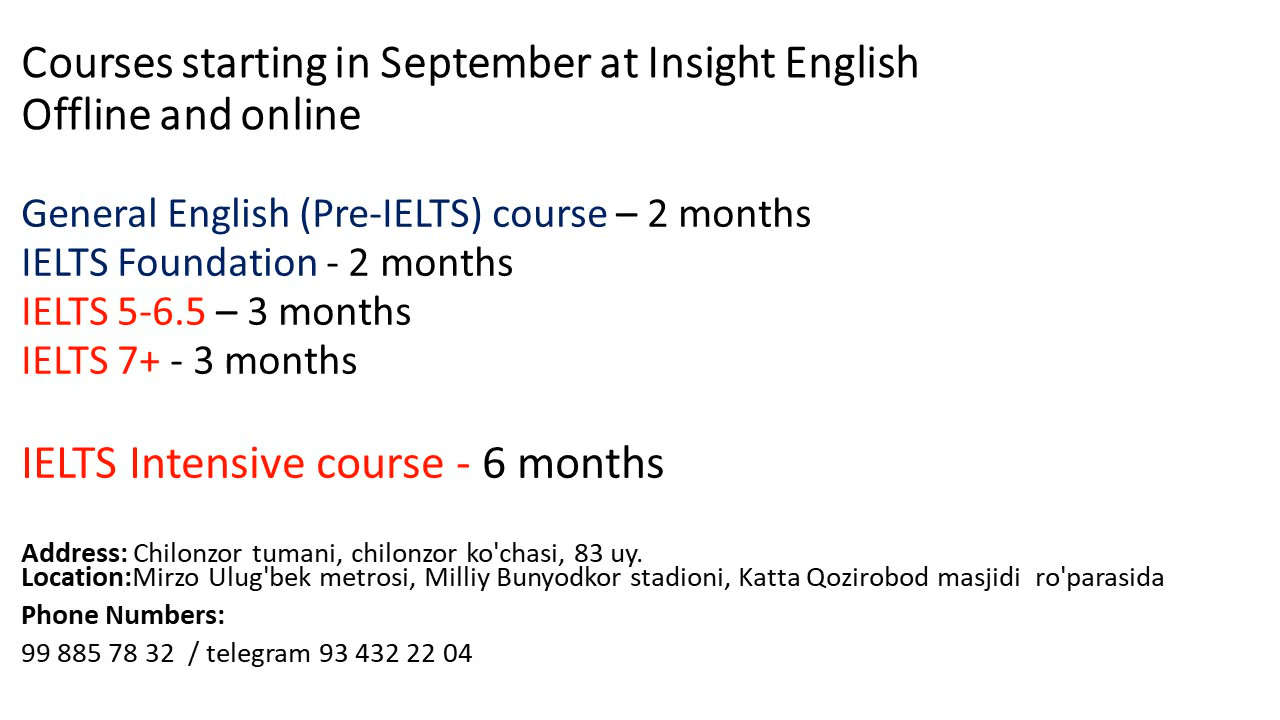 Courses starting in September at Insight English
Offline and online
General English (Pre-IELTS) course – 2 months
IELTS Foundation - 2 months
IELTS 5-6.5 – 3 months
IELTS 7+ - 3 months
IELTS Intensive course - 6 months
Address: Chilonzor tumani, chilonzor ko'chasi, 83 uy.
Location:Mirzo Ulug'bek metrosi, Milliy Bunyodkor stadioni, Katta Qozirobod masjidi ro'parasida
Phone Numbers:
99 885 78 32 / telegram 93 432 22 04